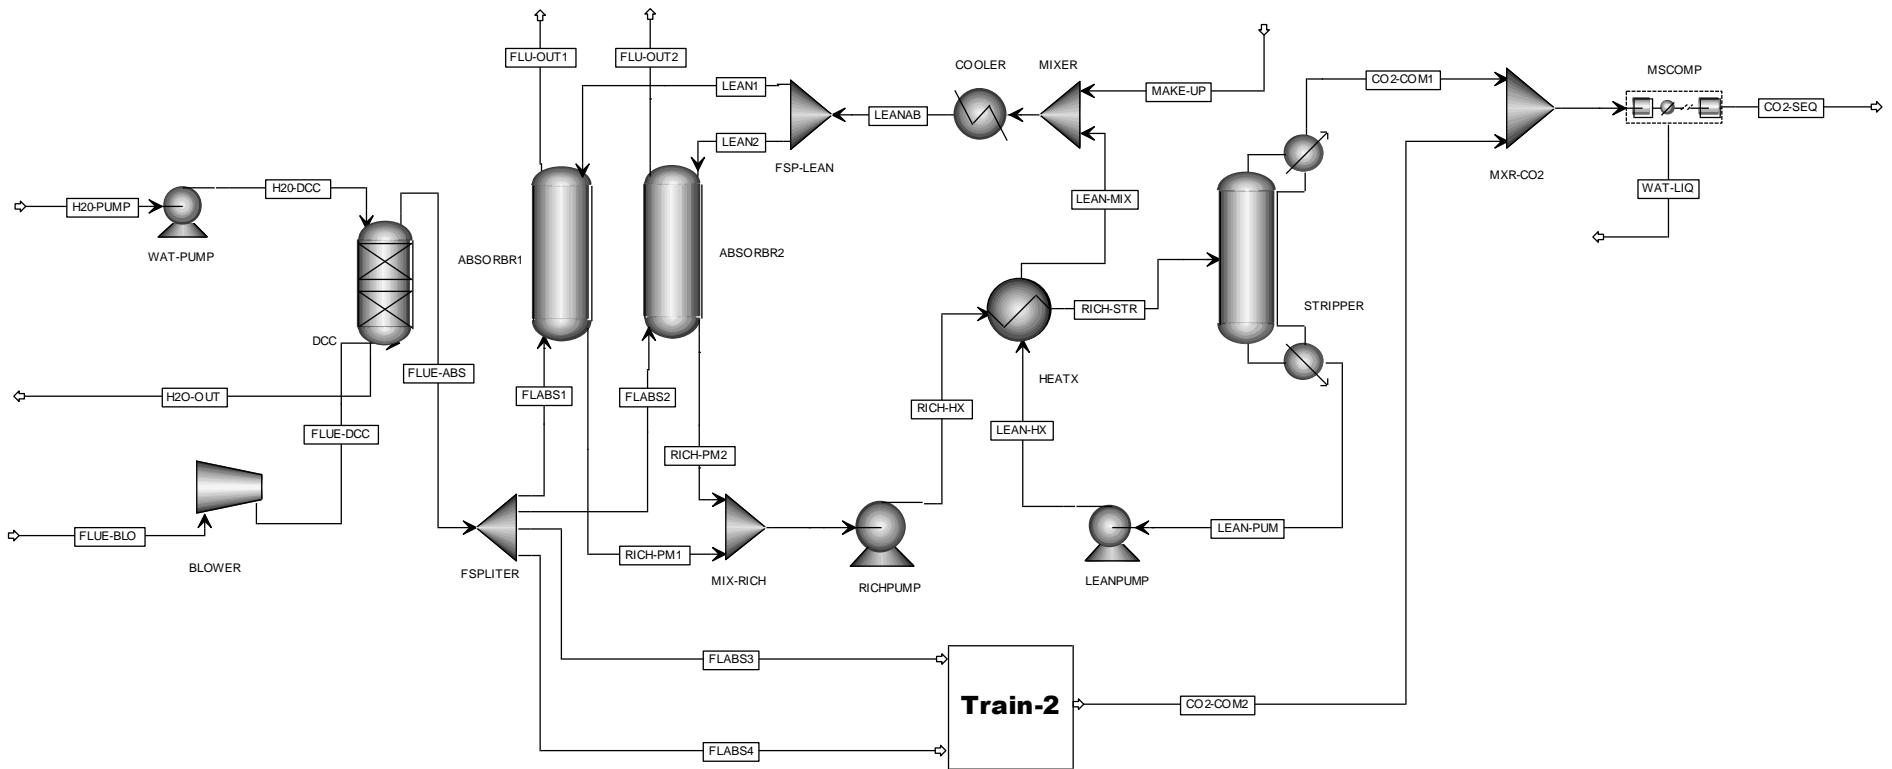 FLU-OUT1
FLU-OUT2
COOLER
MIXER
MSCOMP
LEAN1
MAKE-UP
CO2-COM1
CO2-SEQ
LEANAB
LEAN2
FSP-LEAN
MXR-CO2
H20-DCC
WAT-LIQ
LEAN-MIX
H20-PUMP
WAT-PUMP
ABSORBR1
ABSORBR2
RICH-STR
STRIPPER
DCC
FLUE-ABS
HEATX
H2O-OUT
FLABS1
FLABS2
RICH-HX
FLUE-DCC
LEAN-HX
RICH-PM2
FLUE-BLO
LEAN-PUM
BLOWER
FSPLITER
RICH-PM1
MIX-RICH
RICHPUMP
LEANPUMP
FLABS3
Train-2
CO2-COM2
FLABS4